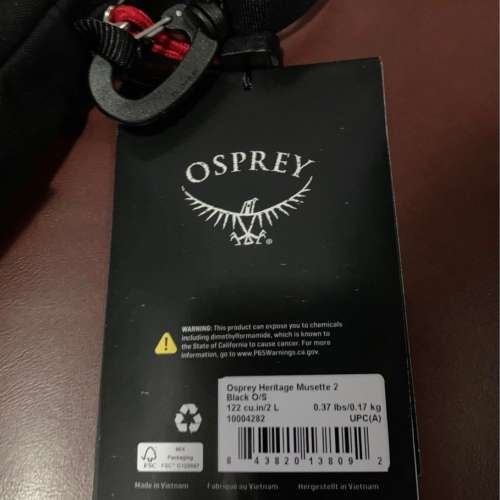 OSPREY
®
WARNING: This product can expose you to chemicals
including dimethylformamide, which is known to
the State of California to cause cancer. For more
information, go to www.P65Warnings.ca.gov.
Osprey Heritage Musette 2
Black O/S
122 cu.in/2 L 0.37 lbs/0.17 kg
10004282 UPC(A)
8 43820 13809 2
FSC
MIX
Packaging
Made in Vietnam Fabriqué au Vietnam Hergestellt in Vietnam